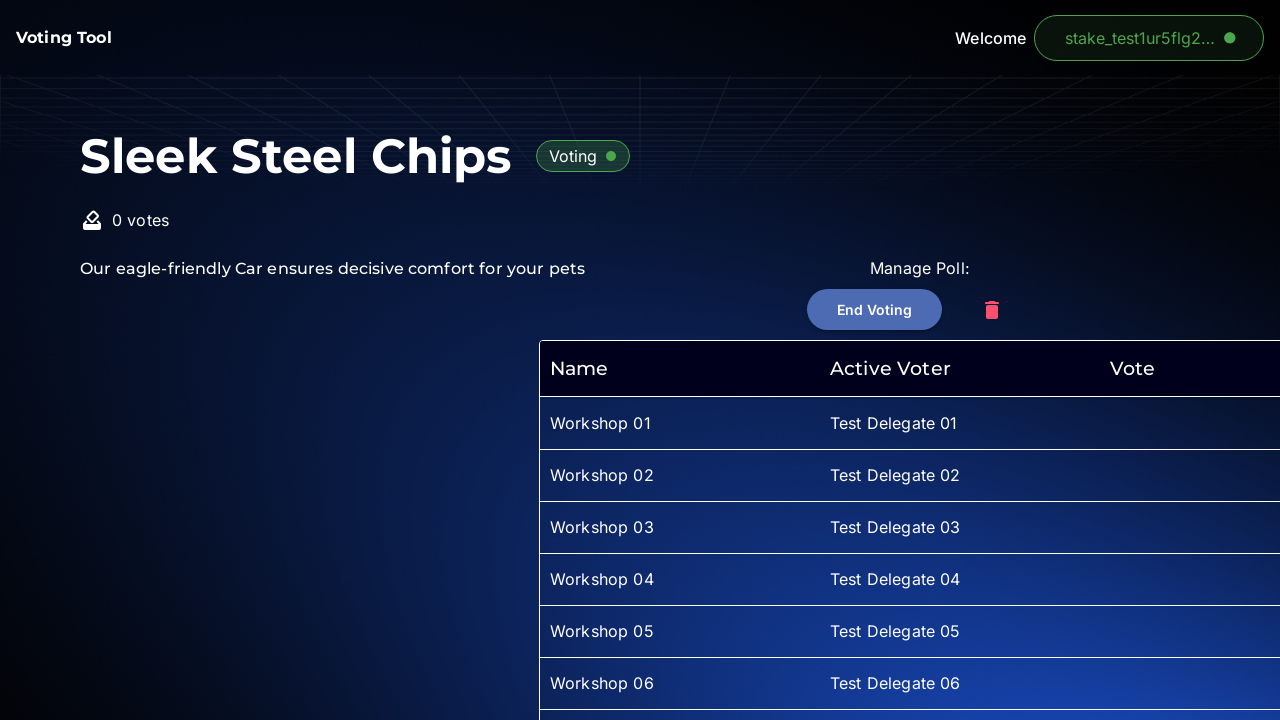 Voting Tool
Welcome
stake_test1ur5flg2...
Sleek Steel Chips
Voting
0 votes
Our eagle-friendly Car ensures decisive comfort for your pets
Manage Poll:
End Voting
Name Active Voter Vote
Workshop 01 Test Delegate 01
Workshop 02 Test Delegate 02
Workshop 03 Test Delegate 03
Workshop 04 Test Delegate 04
Workshop 05 Test Delegate 05
Workshop 06 Test Delegate 06